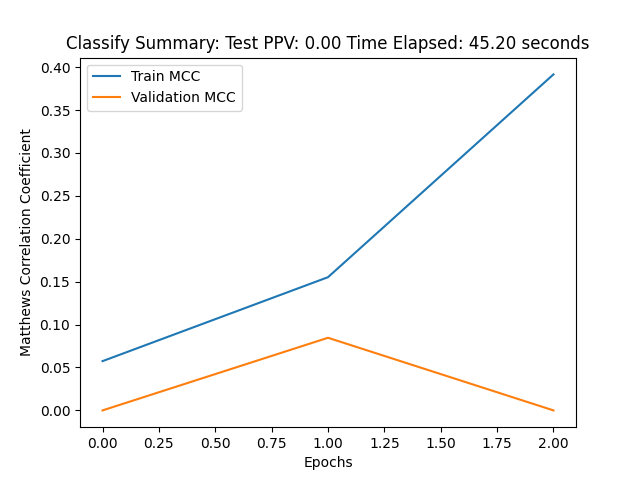 Classify Summary: Test PPV: 0.00 Time Elapsed: 45.20 seconds
Train MCC
Validation MCC
Matthews Correlation Coefficient
0.40
0.35
0.30
0.25
0.20
0.15
0.10
0.05
0.00
0.00 0.25 0.50 0.75 1.00 1.25 1.50 1.75 2.00
Epochs